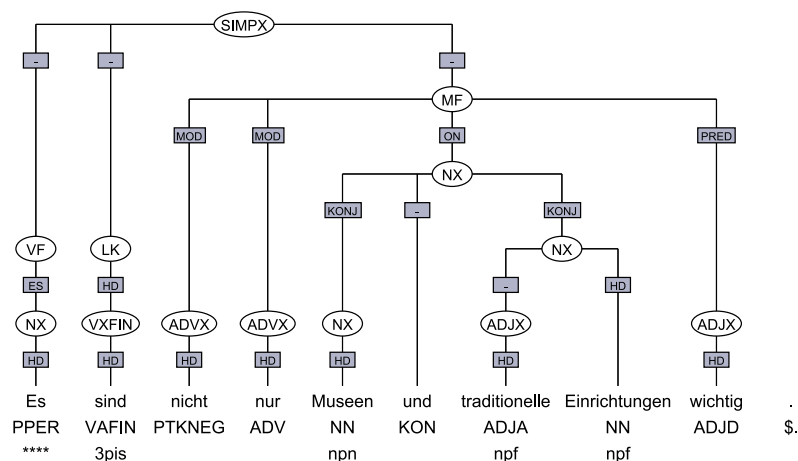 SIMPX
- - -
MF
MOD MOD ON PRED
NX
KONJ - KONJ
VF LK NX
ES HD - HD
NX VXFIN ADVX ADVX NX ADJX ADJX
HD HD HD HD HD HD HD
Es sind nicht nur Museen und traditionelle Einrichtungen wichtig .
PPER VAFIN PTKNEG ADV NN KON ADJA NN ADJD $.
**** 3pis npn npf npf